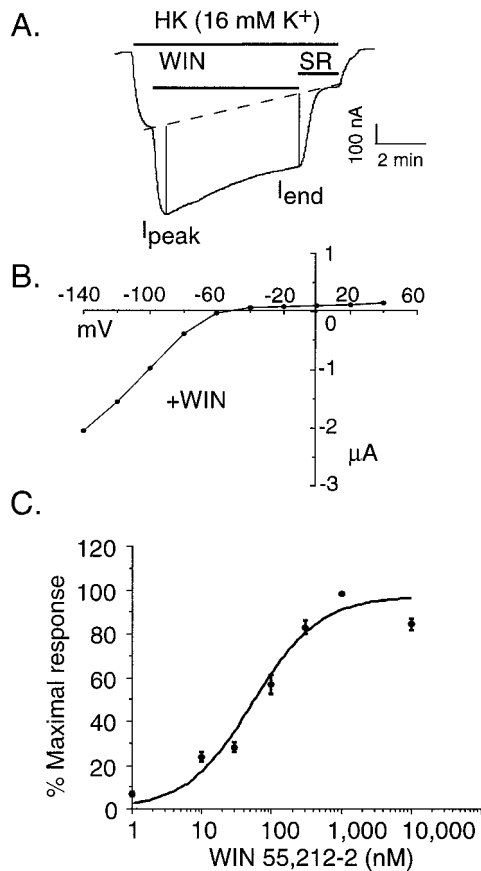 A.
HK (16 mM K+)
WIN
SR
100 nA
2 min
Ipeak
Iend
B.
1
-140 -100 -60 -20 20 60
mV
0
+WIN
-1
-2
µA
-3
C.
120
100
80
60
40
20
0
% Maximal response
1 10 100 1,000 10,000
WIN 55,212-2 (nM)